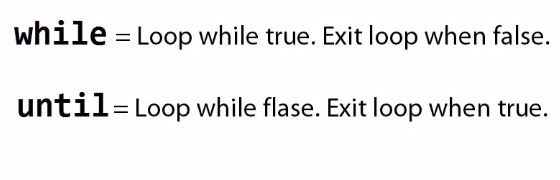 while = Loop while true. Exit loop when false.
until = Loop while flase. Exit loop when true.